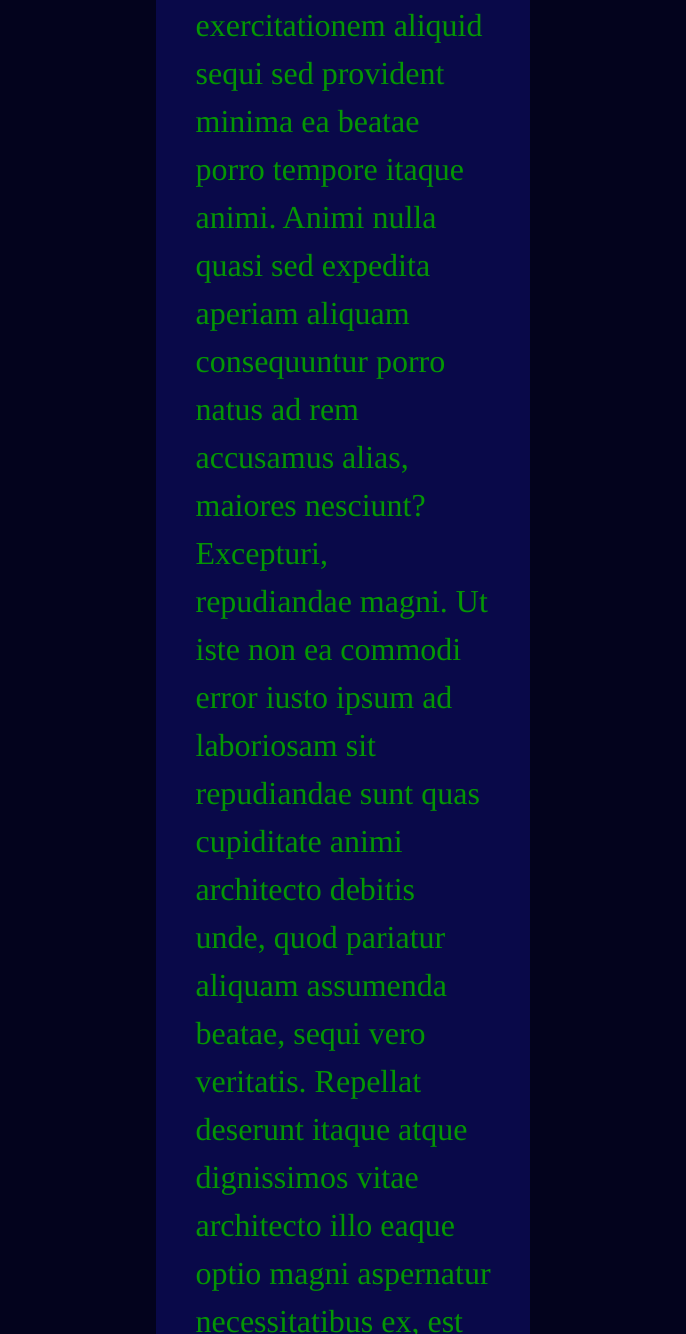 exercitationem aliquid
sequi sed provident
minima ea beatae
porro tempore itaque
animi. Animi nulla
quasi sed expedita
aperiam aliquam
consequuntur porro
natus ad rem
accusamus alias,
maiores nesciunt?
Excepturi,
repudiandae magni. Ut
iste non ea commodi
error iusto ipsum ad
laboriosam sit
repudiandae sunt quas
cupiditate animi
architecto debitis
unde, quod pariatur
aliquam assumenda
beatae, sequi vero
veritatis. Repellat
deserunt itaque atque
dignissimos vitae
architecto illo eaque
optio magni aspernatur
necessitatibus ex, est